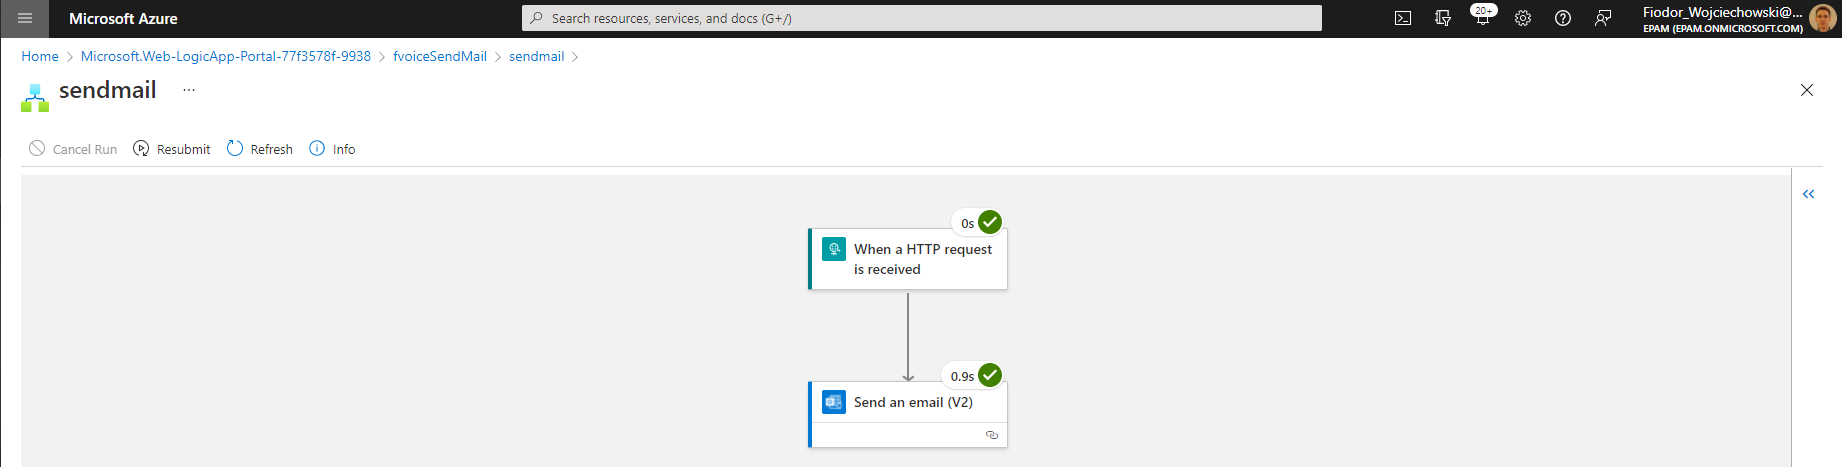 Microsoft Azure
Search resources, services, and docs (G+/)
20+
Fiodor_Wojciechowski@...
EPAM (EPAM.ONMICROSOFT.COM)
Home > Microsoft.Web-LogicApp-Portal-77f3578f-9938 > fvoiceSendMail > sendmail >
sendmail ...
Cancel Run Resubmit Refresh Info
0s
When a HTTP request
is received
0.9s
Send an email (V2)